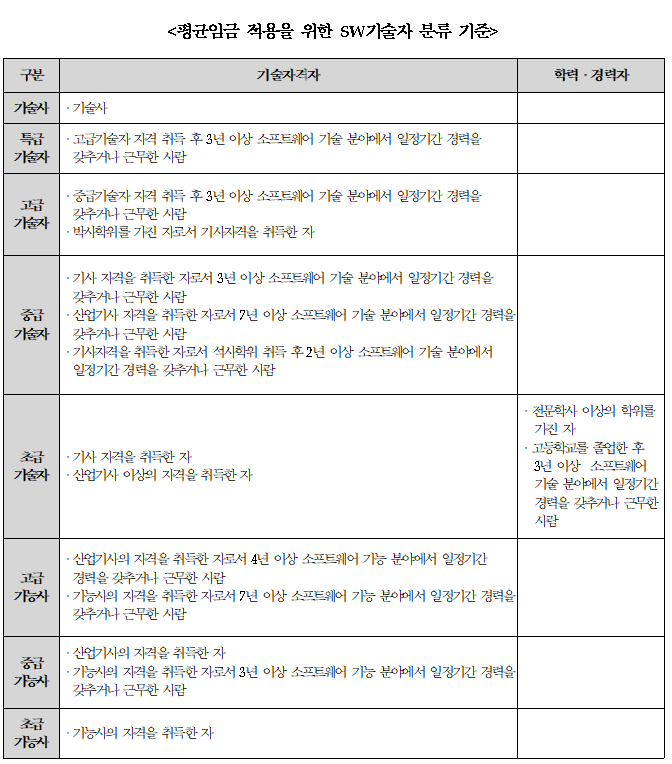 <평균임금 적용을 위한 SW기술자 분류 기준>
구분 기술자격자 학력 · 경력자
기술사 · 기술사
특급
기술자
· 고급기술자 자격 취득 후 3년 이상 소프트웨어 기술 분야에서 일정기간 경력을
갖추거나 근무한 사람
고급
기술자
· 중급기술자 자격 취득 후 3년 이상 소프트웨어 기술 분야에서 일정기간 경력을
갖추거나 근무한 사람
· 박사학위를 가진 자로서 기사자격을 취득한 자
중급
기술자
· 기사 자격을 취득한 자로서 3년 이상 소프트웨어 기술 분야에서 일정기간 경력을
갖추거나 근무한 사람
· 산업기사 자격을 취득한 자로서 7년 이상 소프트웨어 기술 분야에서 일정기간 경력을
갖추거나 근무한 사람
· 기사자격을 취득한 자로서 석사학위 취득 후 2년 이상 소프트웨어 기술 분야에서
일정기간 경력을 갖추거나 근무한 사람
초급
기술자
· 기사 자격을 취득한 자
· 산업기사 이상의 자격을 취득한 자
· 전문학사 이상의 학위를
가진 자
· 고등학교를 졸업한 후
3년 이상 소프트웨어
기술 분야에서 일정기간
경력을 갖추거나 근무한
사람
고급
기능사
· 산업기사의 자격을 취득한 자로서 4년 이상 소프트웨어 기능 분야에서 일정기간
경력을 갖추거나 근무한 사람
· 기능사의 자격을 취득한 자로서 7년 이상 소프트웨어 기능 분야에서 일정기간 경력을
갖추거나 근무한 사람
중급
기능사
· 산업기사의 자격을 취득한 자
· 기능사의 자격을 취득한 자로서 3년 이상 소프트웨어 기능 분야에서 일정기간 경력을
갖추거나 근무한 사람
초급
기능사
· 기능사의 자격을 취득한 자